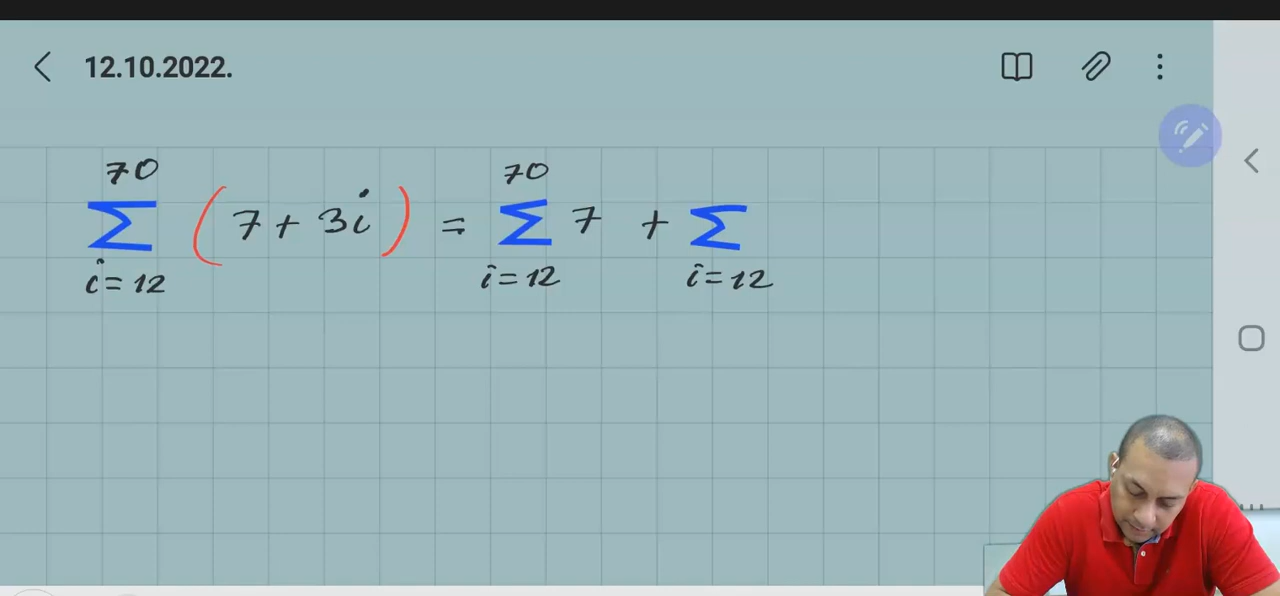 12.10.2022.
70 70
Σ (7 + 3i) = Σ 7 + Σ
i = 12 i = 12 i = 12